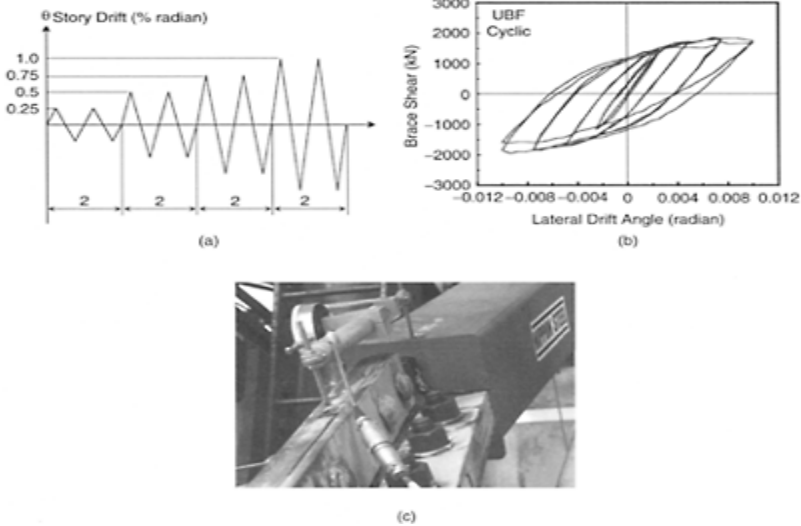 θ Story Drift (% radian)
1.0
0.75
0.5
0.25
2 2 2 2
(a)
UBF
Cyclic
Brace Shear (kN)
3000
2000
1000
0
−1000
−2000
−3000
−0.012 −0.008 −0.004 0 0.004 0.008 0.012
Lateral Drift Angle (radian)
(b)
STEEL
(c)